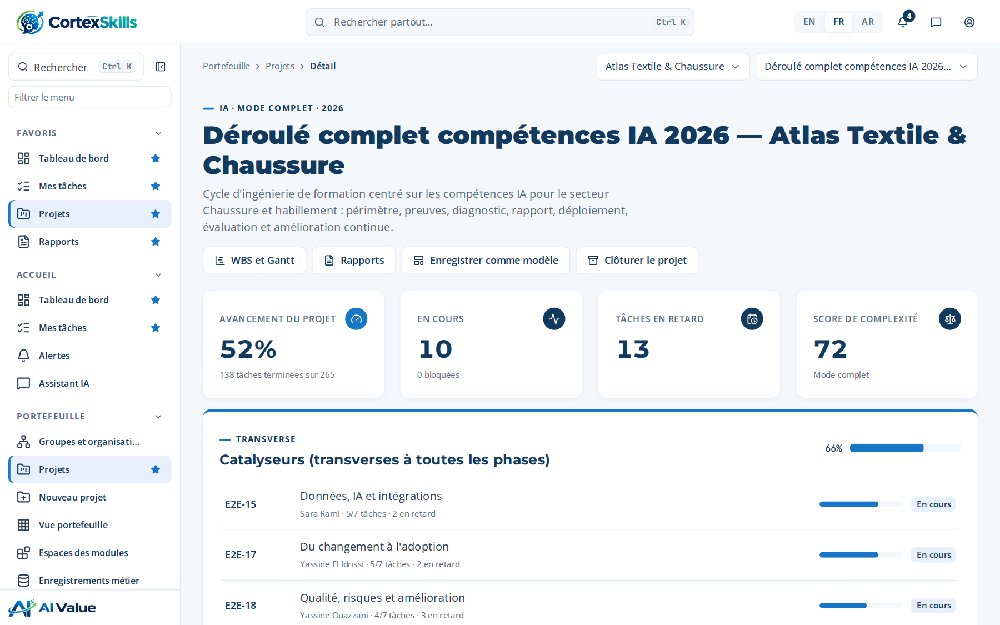 CortexSkills
Rechercher partout...
Ctrl K
EN
FR
AR
4
Rechercher
Ctrl K
Filtrer le menu
FAVORIS
Tableau de bord
Mes tâches
Projets
Rapports
ACCUEIL
Tableau de bord
Mes tâches
Alertes
Assistant IA
PORTEFEUILLE
Groupes et organisati...
Projets
Nouveau projet
Vue portefeuille
Espaces des modules
Enregistrements métier
AI Value
Portefeuille > Projets > Détail
Atlas Textile & Chaussure
Déroulé complet compétences IA 2026...
IA · MODE COMPLET · 2026
Déroulé complet compétences IA 2026 — Atlas Textile &
Chaussure
Cycle d'ingénierie de formation centré sur les compétences IA pour le secteur
Chaussure et habillement : périmètre, preuves, diagnostic, rapport, déploiement,
évaluation et amélioration continue.
WBS et Gantt
Rapports
Enregistrer comme modèle
Clôturer le projet
AVANCEMENT DU PROJET
52%
138 tâches terminées sur 265
EN COURS
10
0 bloquées
TÂCHES EN RETARD
13
SCORE DE COMPLEXITÉ
72
Mode complet
TRANSVERSE
Catalyseurs (transverses à toutes les phases)
66%
E2E-15
Données, IA et intégrations
Sara Rami · 5/7 tâches · 2 en retard
En cours
E2E-17
Du changement à l'adoption
Yassine El Idrissi · 5/7 tâches · 2 en retard
En cours
E2E-18
Qualité, risques et amélioration
Yassine Ouazzani · 4/7 tâches · 3 en retard
En cours